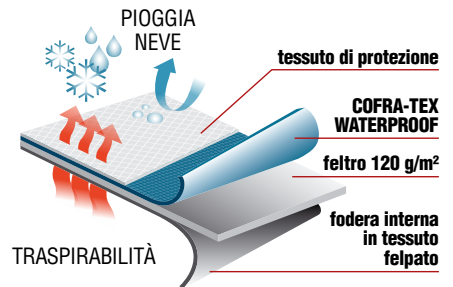 PIOGGIA
NEVE
tessuto di protezione
COFRA-TEX
WATERPROOF
feltro 120 g/m²
fodera interna
in tessuto
felpato
TRASPIRABILITÀ